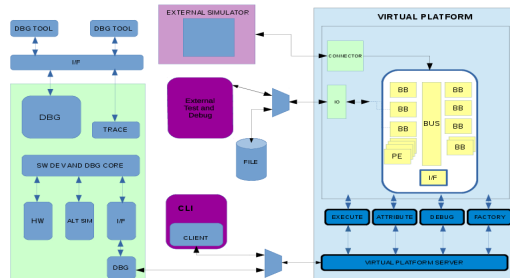 DBG TOOL
DBG TOOL
I/F
DBG
TRACE
SW DEV AND DBG CORE
HW
ALT SIM
I/F
DBG
EXTERNAL SIMULATOR
External
Test and
Debug
FILE
CLI
CLIENT
VIRTUAL PLATFORM
CONNECTOR
IO
BB
BB
BB
PE
BUS
BB
BB
BB
BB
I/F
EXECUTE
ATTRIBUTE
DEBUG
FACTORY
VIRTUAL PLATFORM SERVER